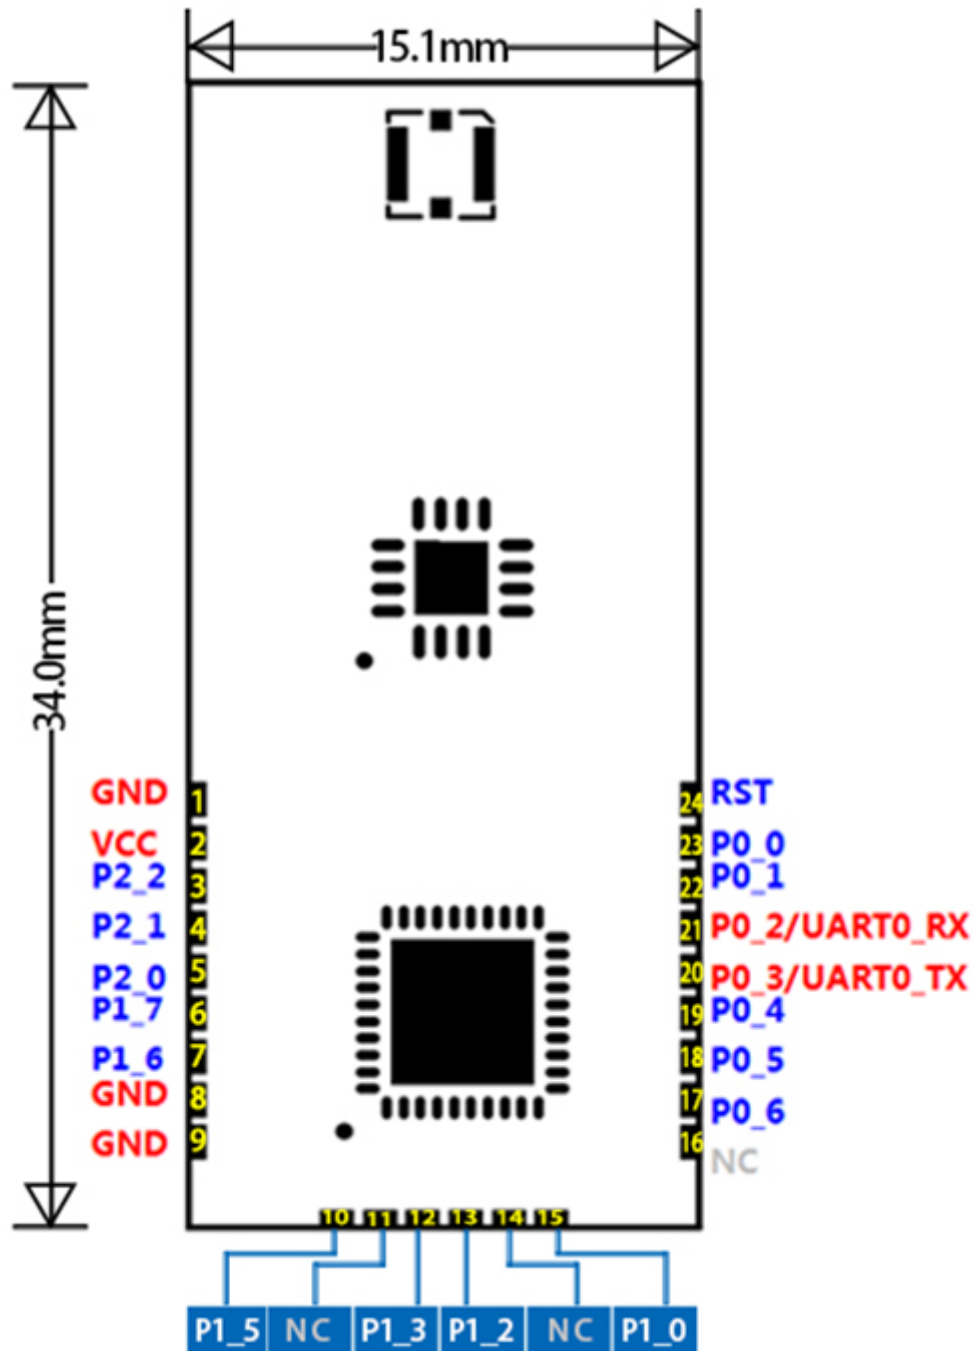 15.1mm
34.0mm
GND 1 24 RST
VCC 2 23 P0_0
P2_2 3 22 P0_1
P2_1 4 21 P0_2/UART0_RX
P2_0 5 20 P0_3/UART0_TX
P1_7 6 19 P0_4
P1_6 7 18 P0_5
GND 8 17 P0_6
GND 9 16 NC
10 11 12 13 14 15
P1_5 NC P1_3 P1_2 NC P1_0